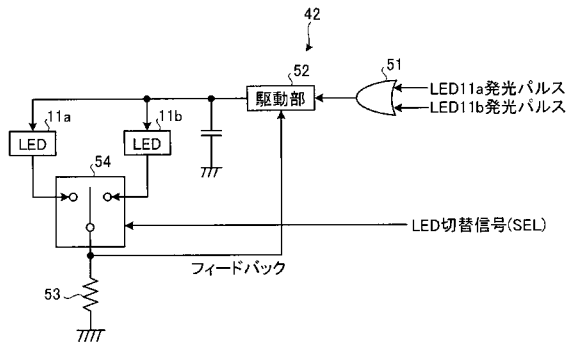 42
51
52
駆動部
LED11a発光パルス
LED11b発光パルス
11a
11b
LED
LED
54
LED切替信号(SEL)
フィードバック
53